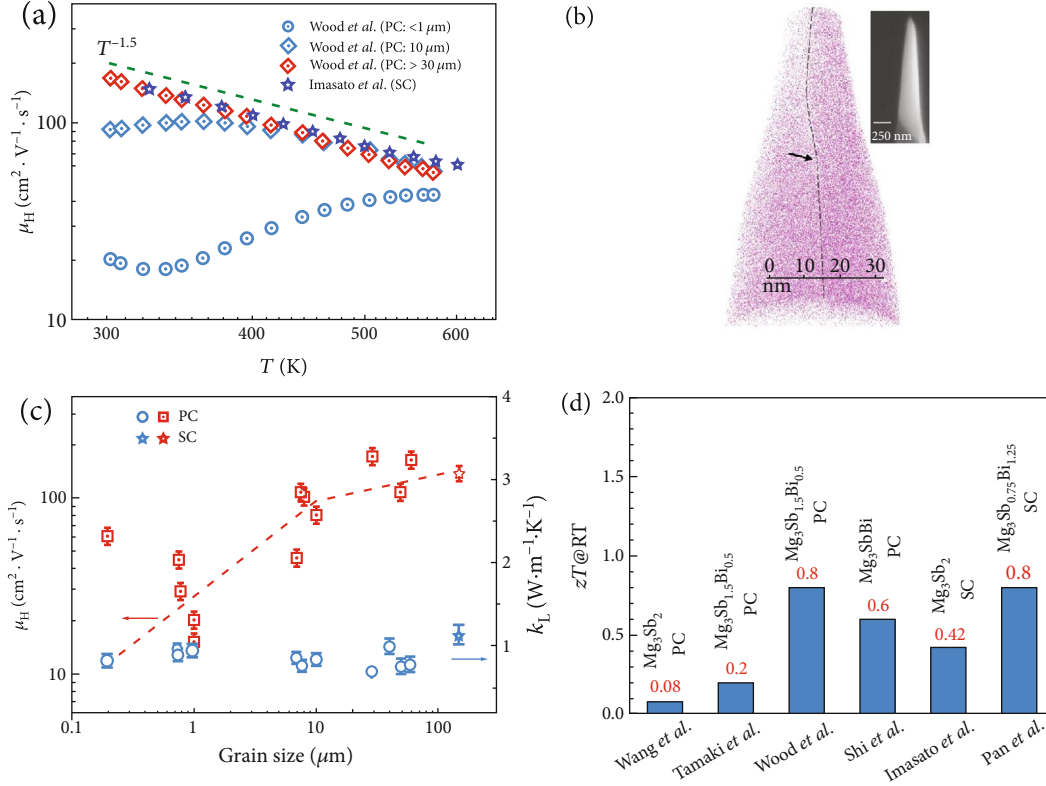 (a)
Wood et al. (PC: <1 μm)
Wood et al. (PC: 10 μm)
Wood et al. (PC: > 30 μm)
Imasato et al. (SC)
T−1.5
100
10
μH (cm2 · V−1 · s−1)
300
400
500
600
T (K)
(b)
250 nm
0 10 20 30
nm
(c)
PC
SC
100
10
μH (cm2 · V−1 · s−1)
4
3
2
1
kL (W·m−1·K−1)
0.1
1
10
100
Grain size (μm)
(d)
2.0
1.5
1.0
0.5
0.0
zT@RT
Mg3Sb2
PC
0.08
Mg3Sb1.5Bi0.5
PC
0.2
Mg3Sb1.5Bi0.5
PC
0.8
Mg3SbBi
PC
0.6
Mg3Sb2
SC
0.42
Mg3Sb0.75Bi1.25
SC
0.8
Wang et al.
Tamaki et al.
Wood et al.
Shi et al.
Imasato et al.
Pan et al.